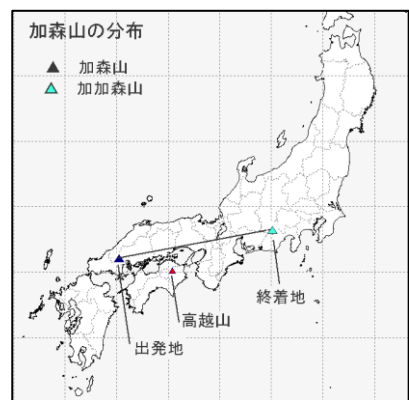 加森山の分布
▲ 加森山
▲ 加加森山
高越山
終着地
出発地